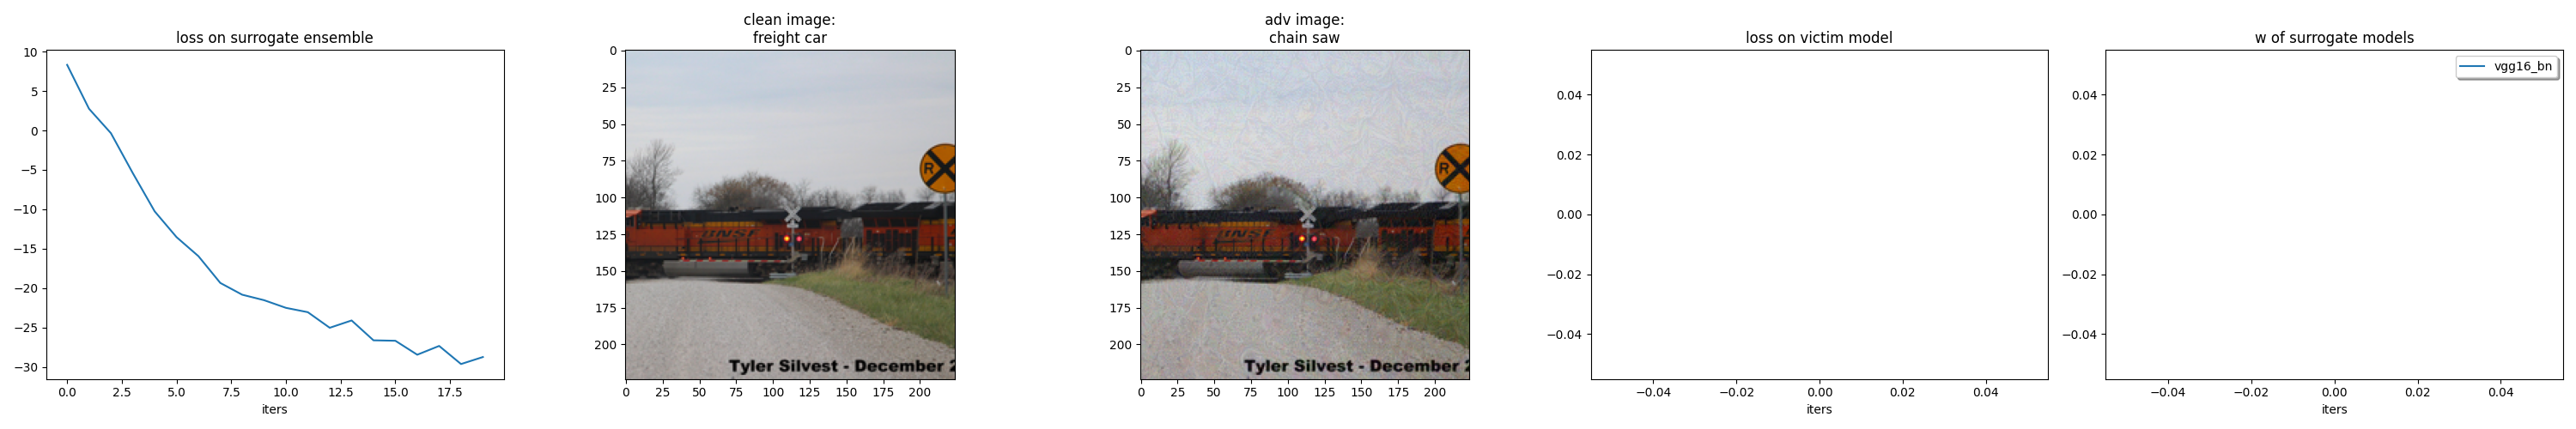 loss on surrogate ensemble
10
5
0
−5
−10
−15
−20
−25
−30
0.0 2.5 5.0 7.5 10.0 12.5 15.0 17.5
iters
clean image:
freight car
0
25
50
75
100
125
150
175
200
R
BNSF
Tyler Silvest - December 2
0 25 50 75 100 125 150 175 200
adv image:
chain saw
0
25
50
75
100
125
150
175
200
R
BNSF
Tyler Silvest - December 2
0 25 50 75 100 125 150 175 200
loss on victim model
0.04
0.02
0.00
−0.02
−0.04
−0.04 −0.02 0.00 0.02 0.04
iters
w of surrogate models
vgg16_bn
0.04
0.02
0.00
−0.02
−0.04
−0.04 −0.02 0.00 0.02 0.04
iters